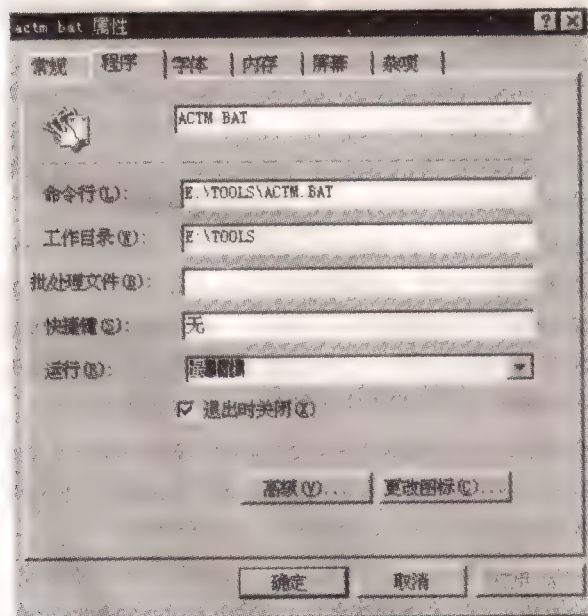 actm bat 属性
常规 程序 字体 内存 屏幕 杂项
ACTM BAT
命令行(L): E:\TOOLS\ACTM.BAT
工作目录(W): E:\TOOLS
批处理文件(B):
快捷键(S): 无
运行(R):
退出时关闭(X)
高级(V)... 更改图标(C)...
确定 取消